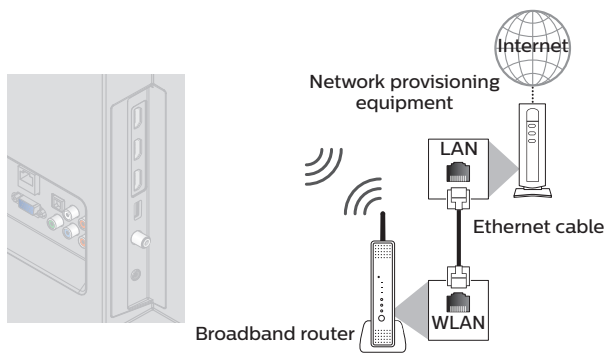 Internet
Network provisioning
equipment
LAN
Ethernet cable
WLAN
Broadband router